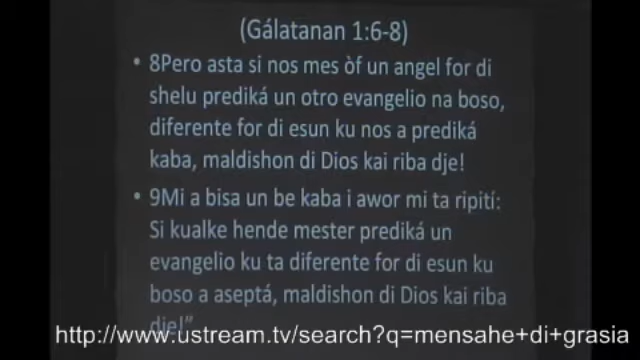 (Gálatanan 1:6-8)
• 8Pero asta si nos mes òf un angel for di
shelu prediká un otro evangelio na boso,
diferente for di esun ku nos a prediká
kaba, maldishon di Dios kai riba dje!
• 9Mi a bisa un be kaba i awor mi ta ripití:
Si kualke hende mester prediká un
evangelio ku ta diferente for di esun ku
boso a aseptá, maldishon di Dios kai riba
dje!”
http://www.ustream.tv/search?q=mensahe+di+grasia